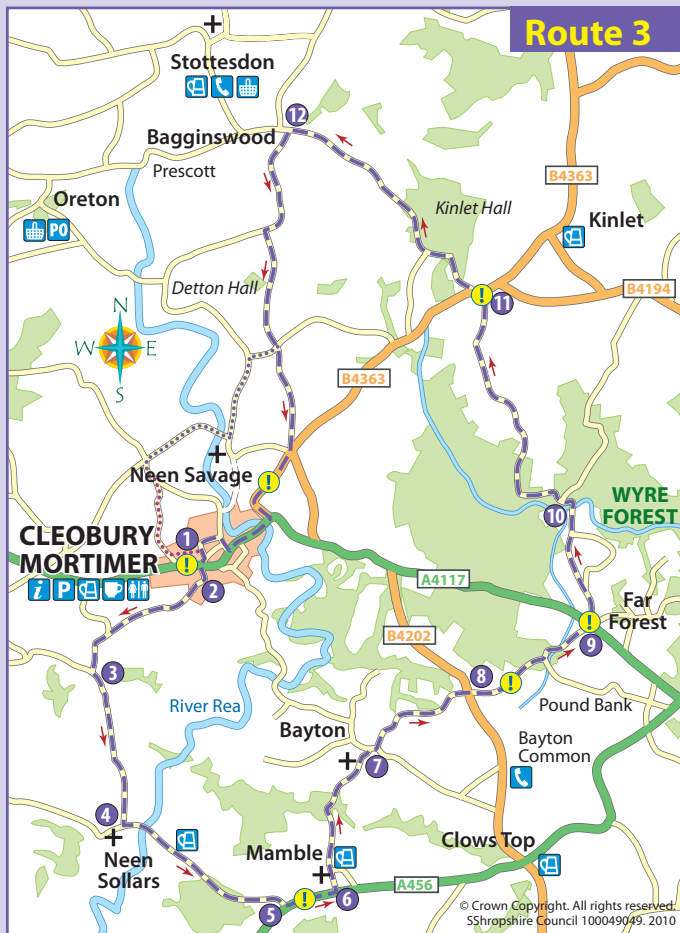 Route 3
Stottesdon
12
Bagginswood
Prescott
Oreton
PO
B4363
Kinlet Hall
Kinlet
Detton Hall
!
11
B4194
N
W E
S
B4363
Neen Savage
!
WYRE
FOREST
10
CLEOBURY
MORTIMER
1
!
i P
2
A4117
Far
Forest
!
9
B4202
3
8
!
River Rea
Pound Bank
Bayton
7
Bayton
Common
4
Neen
Sollars
Mamble
Clows Top
5
!
6
A456
© Crown Copyright. All rights reserved.
SShropshire Council 100049049. 2010